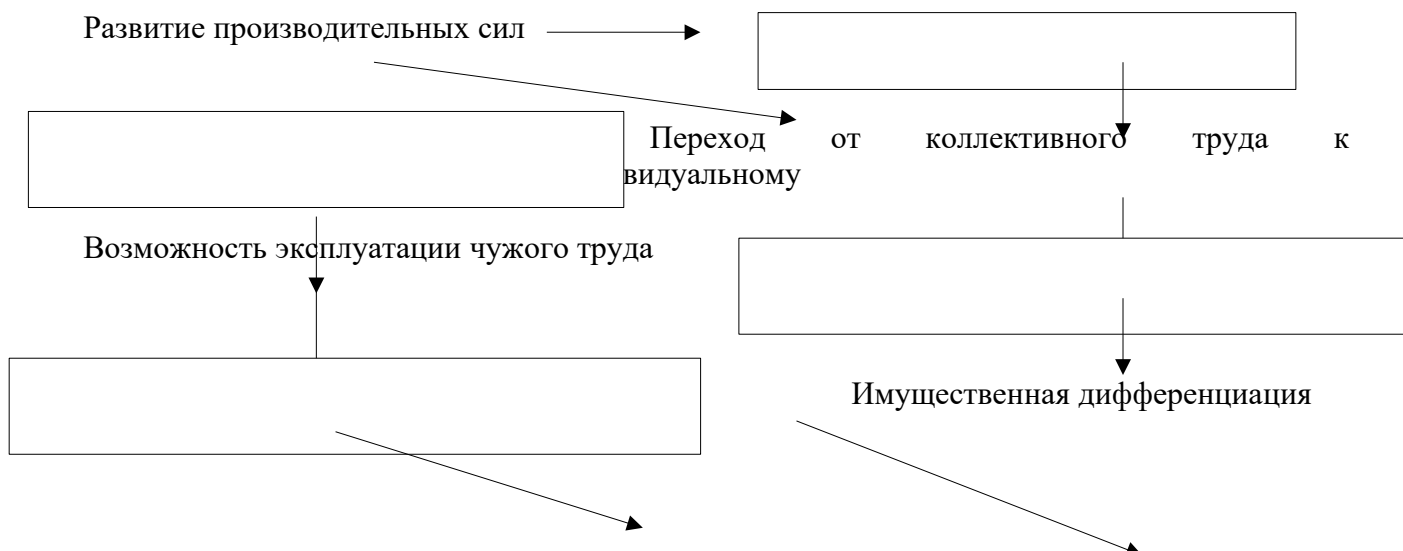 Развитие производительных сил
Переход от коллективного труда к
видуальному
Возможность эксплуатации чужого труда
Имущественная дифференциация